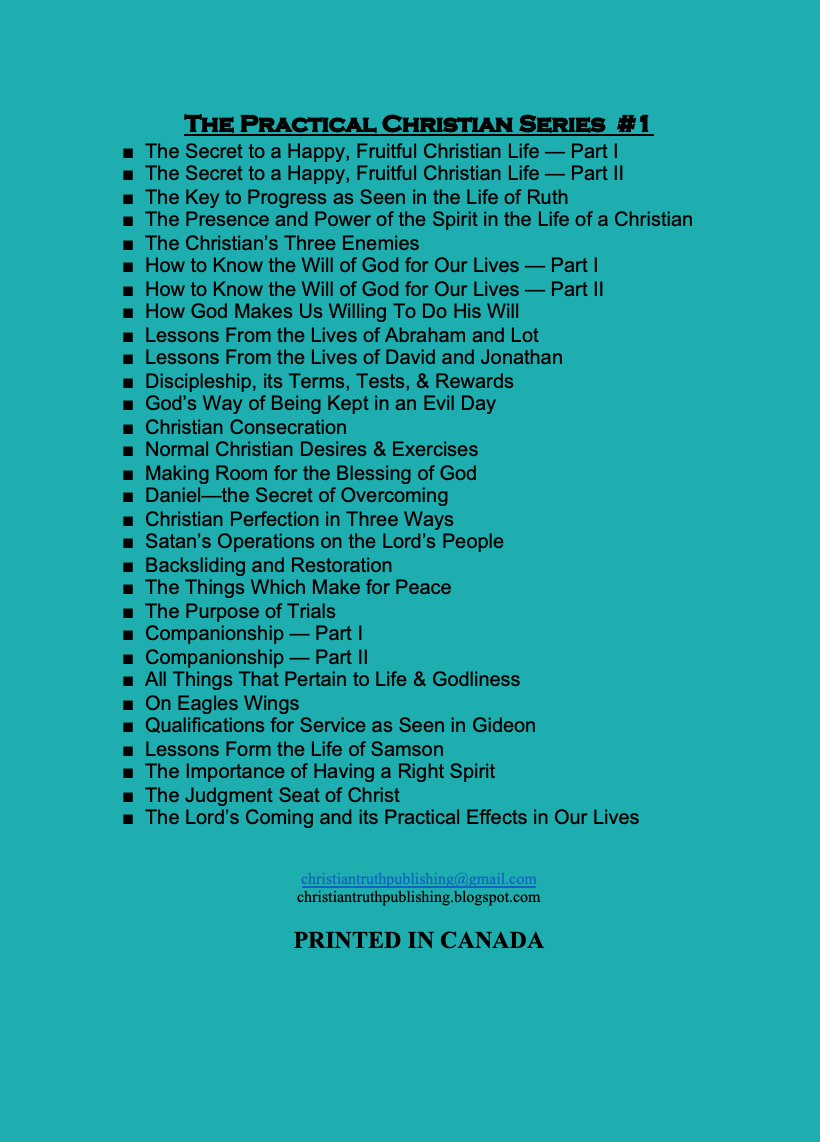 The Practical Christian Series #1
■ The Secret to a Happy, Fruitful Christian Life — Part I
■ The Secret to a Happy, Fruitful Christian Life — Part II
■ The Key to Progress as Seen in the Life of Ruth
■ The Presence and Power of the Spirit in the Life of a Christian
■ The Christian’s Three Enemies
■ How to Know the Will of God for Our Lives — Part I
■ How to Know the Will of God for Our Lives — Part II
■ How God Makes Us Willing To Do His Will
■ Lessons From the Lives of Abraham and Lot
■ Lessons From the Lives of David and Jonathan
■ Discipleship, its Terms, Tests, & Rewards
■ God’s Way of Being Kept in an Evil Day
■ Christian Consecration
■ Normal Christian Desires & Exercises
■ Making Room for the Blessing of God
■ Daniel—the Secret of Overcoming
■ Christian Perfection in Three Ways
■ Satan’s Operations on the Lord’s People
■ Backsliding and Restoration
■ The Things Which Make for Peace
■ The Purpose of Trials
■ Companionship — Part I
■ Companionship — Part II
■ All Things That Pertain to Life & Godliness
■ On Eagles Wings
■ Qualifications for Service as Seen in Gideon
■ Lessons Form the Life of Samson
■ The Importance of Having a Right Spirit
■ The Judgment Seat of Christ
■ The Lord’s Coming and its Practical Effects in Our Lives
christiantruthpublishing@gmail.com
christiantruthpublishing.blogspot.com
PRINTED IN CANADA